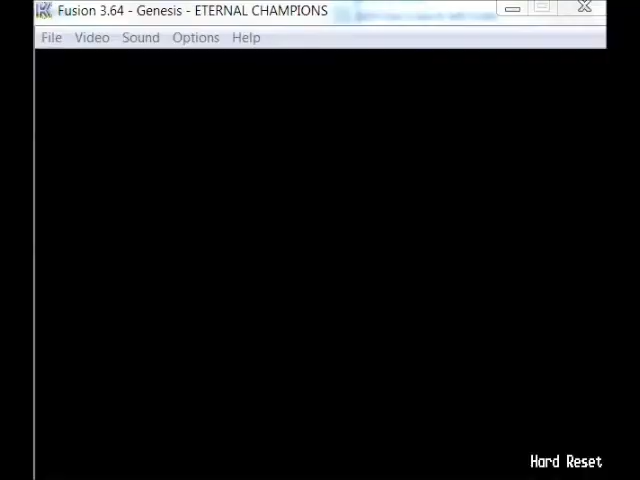 Fusion 3.64 - Genesis - ETERNAL CHAMPIONS
File Video Sound Options Help
Hard Reset